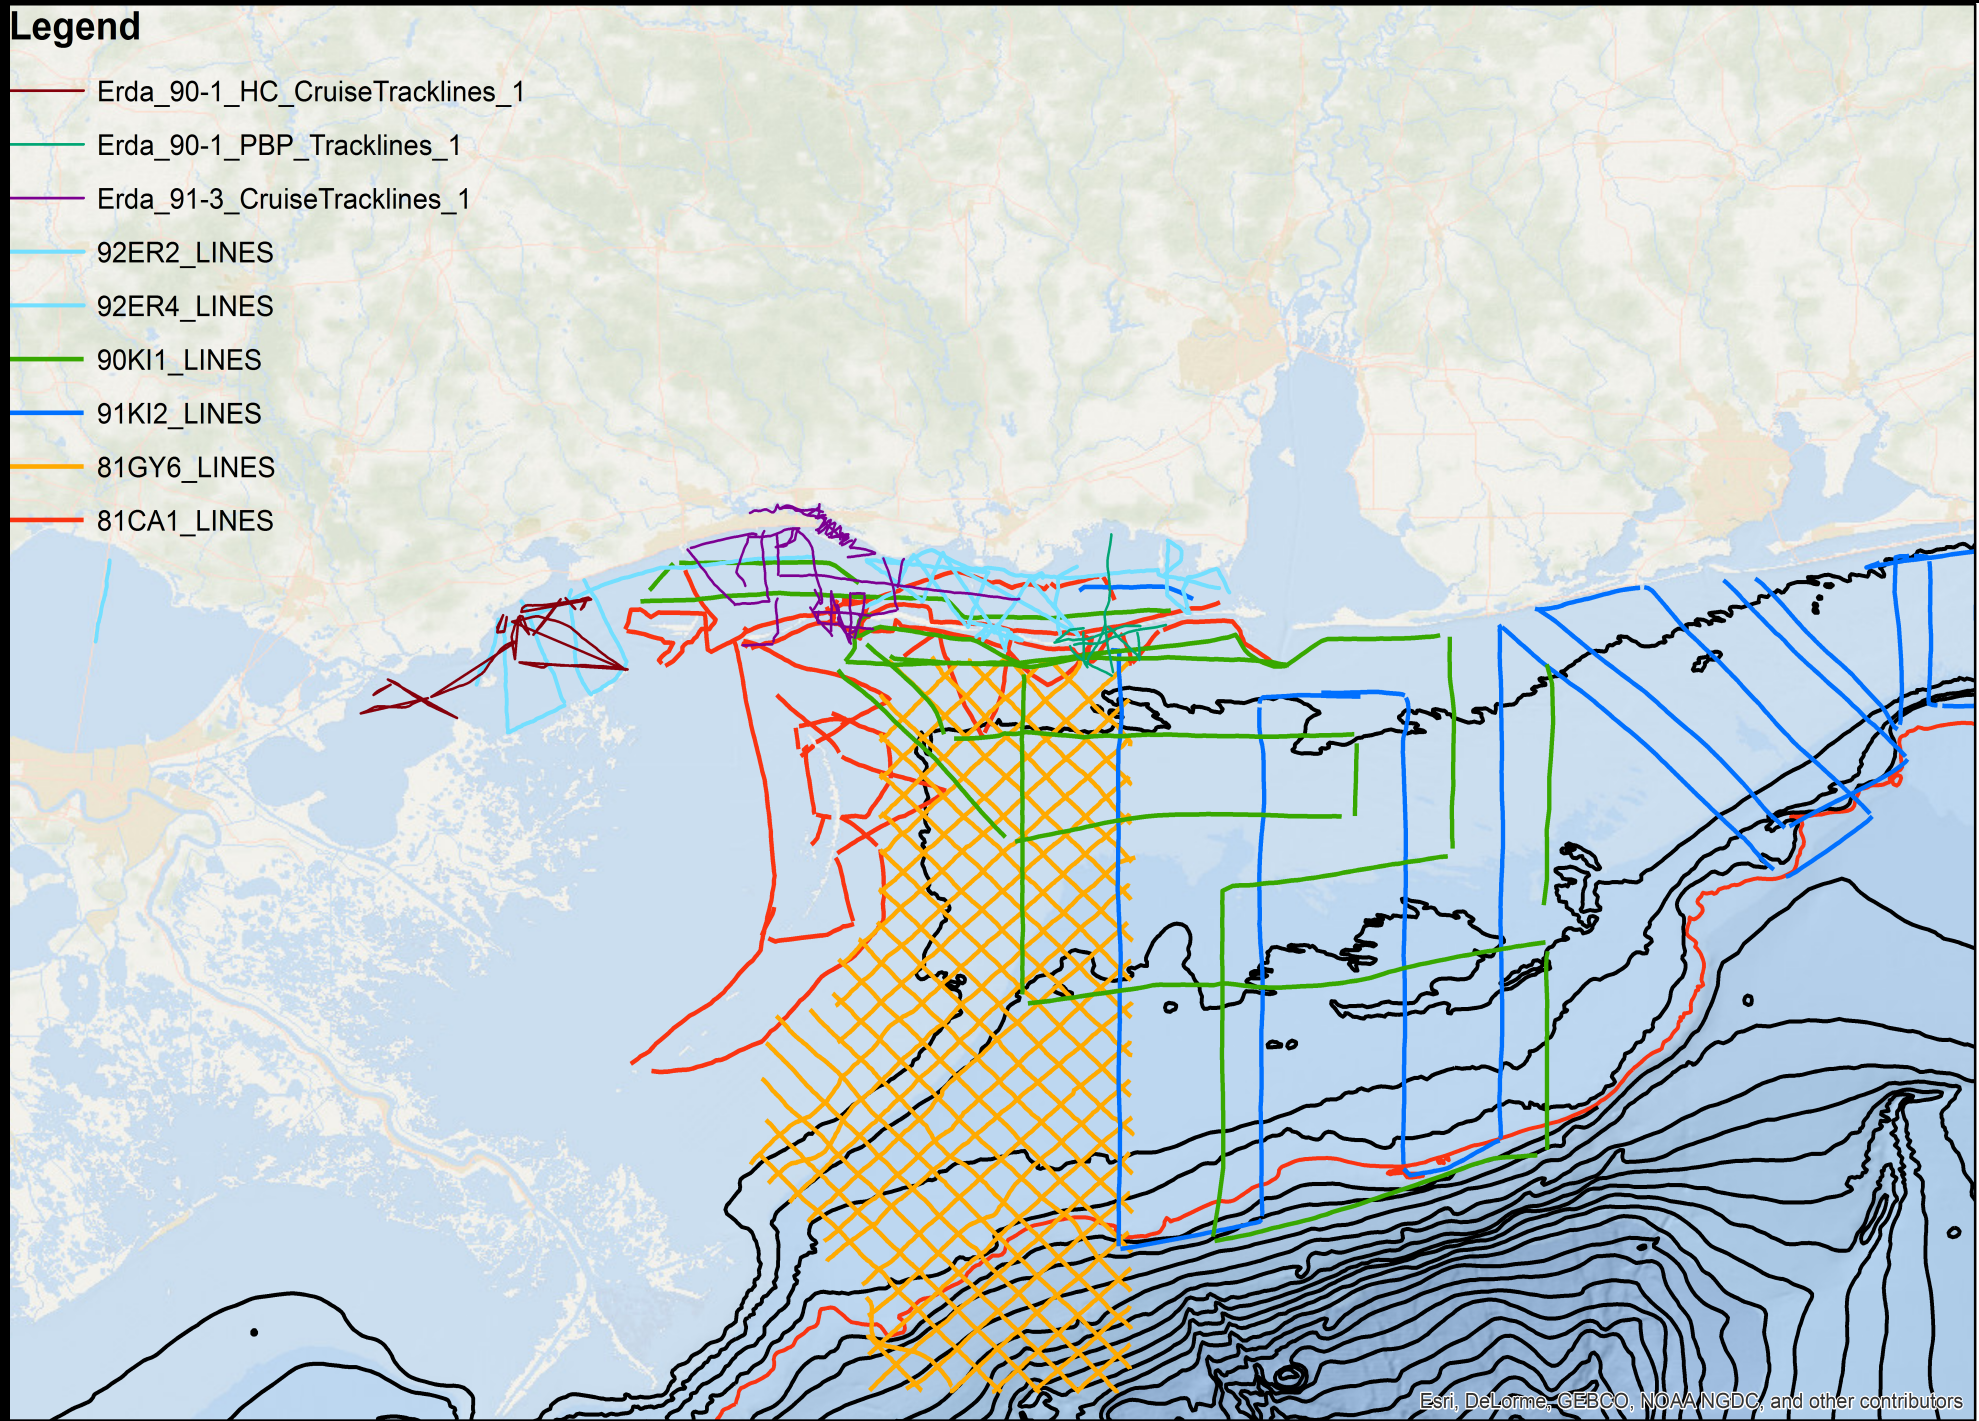 Legend
Erda_90-1_HC_CruiseTracklines_1
Erda_90-1_PBP_Tracklines_1
Erda_91-3_CruiseTracklines_1
92ER2_LINES
92ER4_LINES
90KI1_LINES
91KI2_LINES
81GY6_LINES
81CA1_LINES
Esri, DeLorme, GEBCO, NOAA NGDC, and other contributors